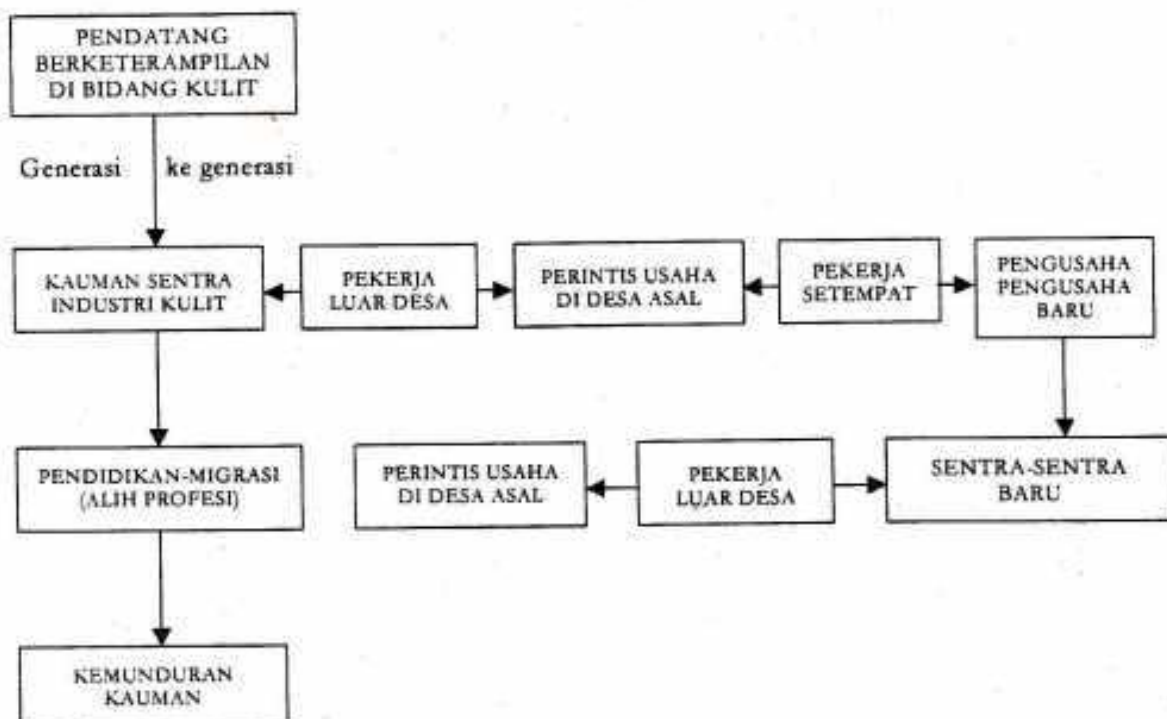 PENDATANG
BERKETERAMPILAN
DI BIDANG KULIT
Generasi ke generasi
KAUMAN SENTRA
INDUSTRI KULIT
PEKERJA
LUAR DESA
PERINTIS USAHA
DI DESA ASAL
PEKERJA
SETEMPAT
PENGUSAHA
PENGUSAHA
BARU
PENDIDIKAN-MIGRASI
(ALIH PROFESI)
PERINTIS USAHA
DI DESA ASAL
PEKERJA
LUAR DESA
SENTRA-SENTRA
BARU
KEMUNDURAN
KAUMAN